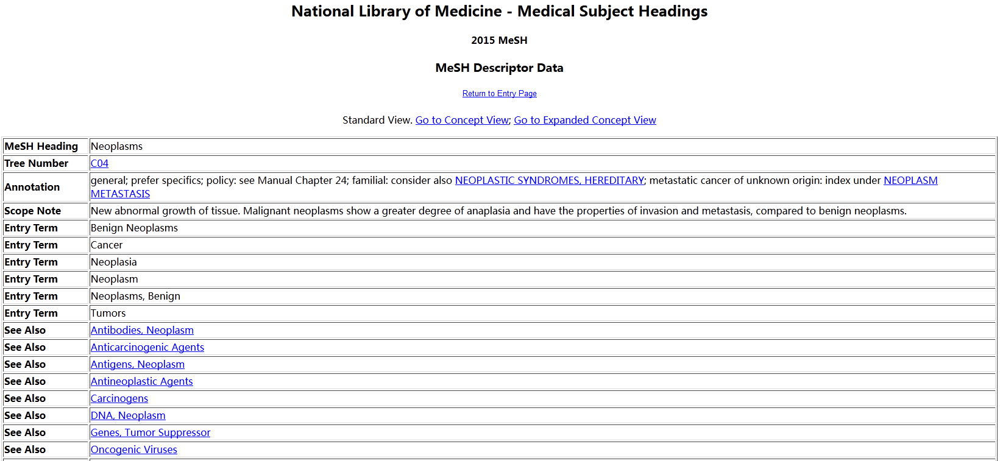 National Library of Medicine - Medical Subject Headings
2015 MeSH
MeSH Descriptor Data
Return to Entry Page
Standard View. Go to Concept View; Go to Expanded Concept View
MeSH Heading Neoplasms
Tree Number C04
Annotation general; prefer specifics; policy: see Manual Chapter 24; familial: consider also NEOPLASTIC SYNDROMES, HEREDITARY; metastatic cancer of unknown origin: index under NEOPLASM
METASTASIS
Scope Note New abnormal growth of tissue. Malignant neoplasms show a greater degree of anaplasia and have the properties of invasion and metastasis, compared to benign neoplasms.
Entry Term Benign Neoplasms
Entry Term Cancer
Entry Term Neoplasia
Entry Term Neoplasm
Entry Term Neoplasms, Benign
Entry Term Tumors
See Also Antibodies, Neoplasm
See Also Anticarcinogenic Agents
See Also Antigens, Neoplasm
See Also Antineoplastic Agents
See Also Carcinogens
See Also DNA, Neoplasm
See Also Genes, Tumor Suppressor
See Also Oncogenic Viruses